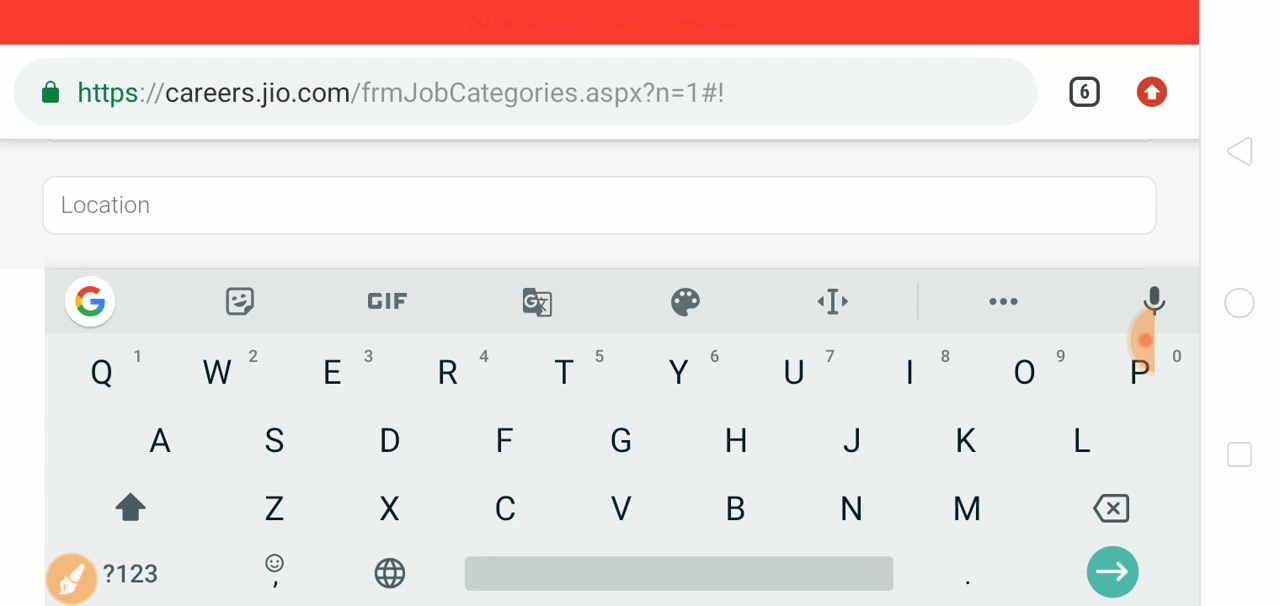 https://careers.jio.com/frmJobCategories.aspx?n=1#!
6
Location
G GIF G
Q 1 W 2 E 3 R 4 T 5 Y 6 U 7 I 8 O 9 P 0
A S D F G H J K L
Z X C V B N M
?123 , .